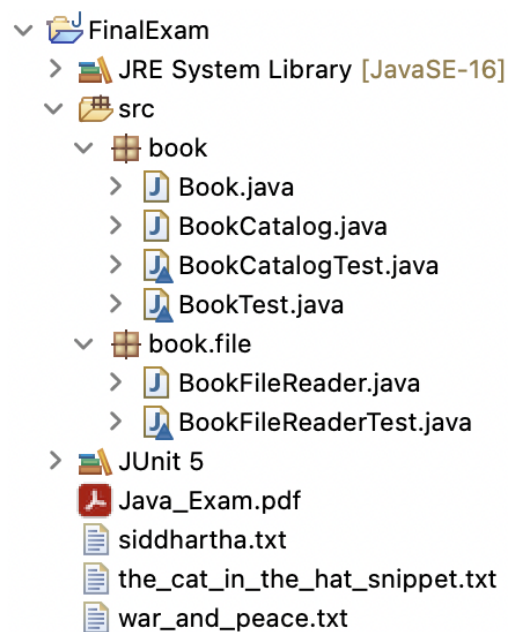 FinalExam
JRE System Library [JavaSE-16]
src
book
Book.java
BookCatalog.java
BookCatalogTest.java
BookTest.java
book.file
BookFileReader.java
BookFileReaderTest.java
JUnit 5
Java_Exam.pdf
siddhartha.txt
the_cat_in_the_hat_snippet.txt
war_and_peace.txt